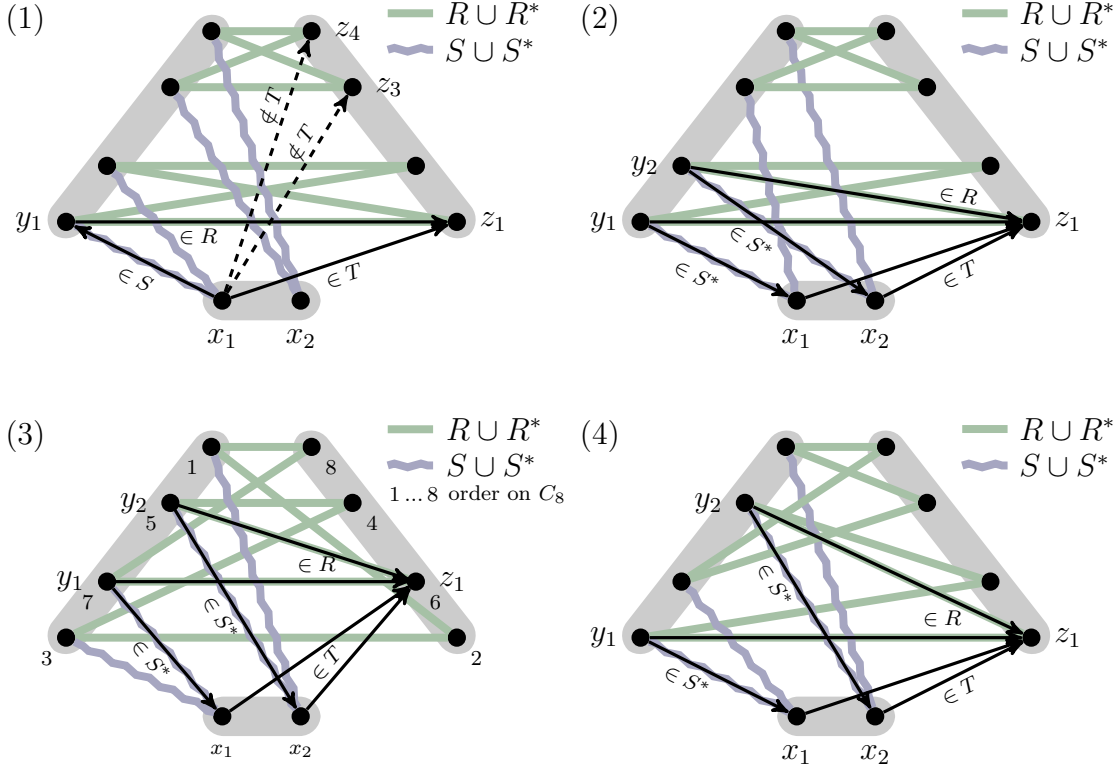 (1)
z₄
R ∪ R*
S ∪ S*
z₃
∉ T
∉ T
y₁
∈ R
z₁
∈ S
∈ T
x₁ x₂
(2)
R ∪ R*
S ∪ S*
y₂
∈ R
y₁
z₁
∈ S*
∈ S*
∈ T
x₁ x₂
(3)
R ∪ R*
S ∪ S*
1 ... 8 order on C₈
1
8
y₂
5
4
∈ R
y₁
7
z₁
6
∈ S*
∈ S*
∈ T
3
2
x₁ x₂
(4)
R ∪ R*
S ∪ S*
y₂
∈ S*
∈ R
y₁
z₁
∈ S*
∈ T
x₁ x₂